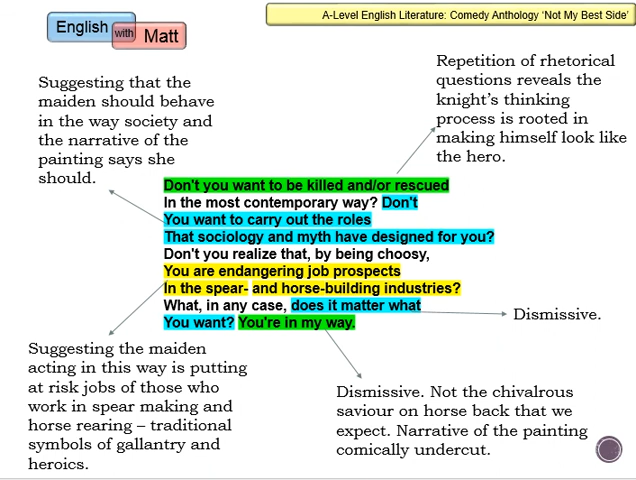 English
with
Matt
A-Level English Literature: Comedy Anthology 'Not My Best Side'
Suggesting that the
maiden should behave
in the way society and
the narrative of the
painting says she
should.
Repetition of rhetorical
questions reveals the
knight's thinking
process is rooted in
making himself look like
the hero.
Don't you want to be killed and/or rescued
In the most contemporary way? Don't
You want to carry out the roles
That sociology and myth have designed for you?
Don't you realize that, by being choosy,
You are endangering job prospects
In the spear- and horse-building industries?
What, in any case, does it matter what
You want? You're in my way.
Dismissive.
Suggesting the maiden
acting in this way is putting
at risk jobs of those who
work in spear making and
horse rearing – traditional
symbols of gallantry and
heroics.
Dismissive. Not the chivalrous
saviour on horse back that we
expect. Narrative of the painting
comically undercut.